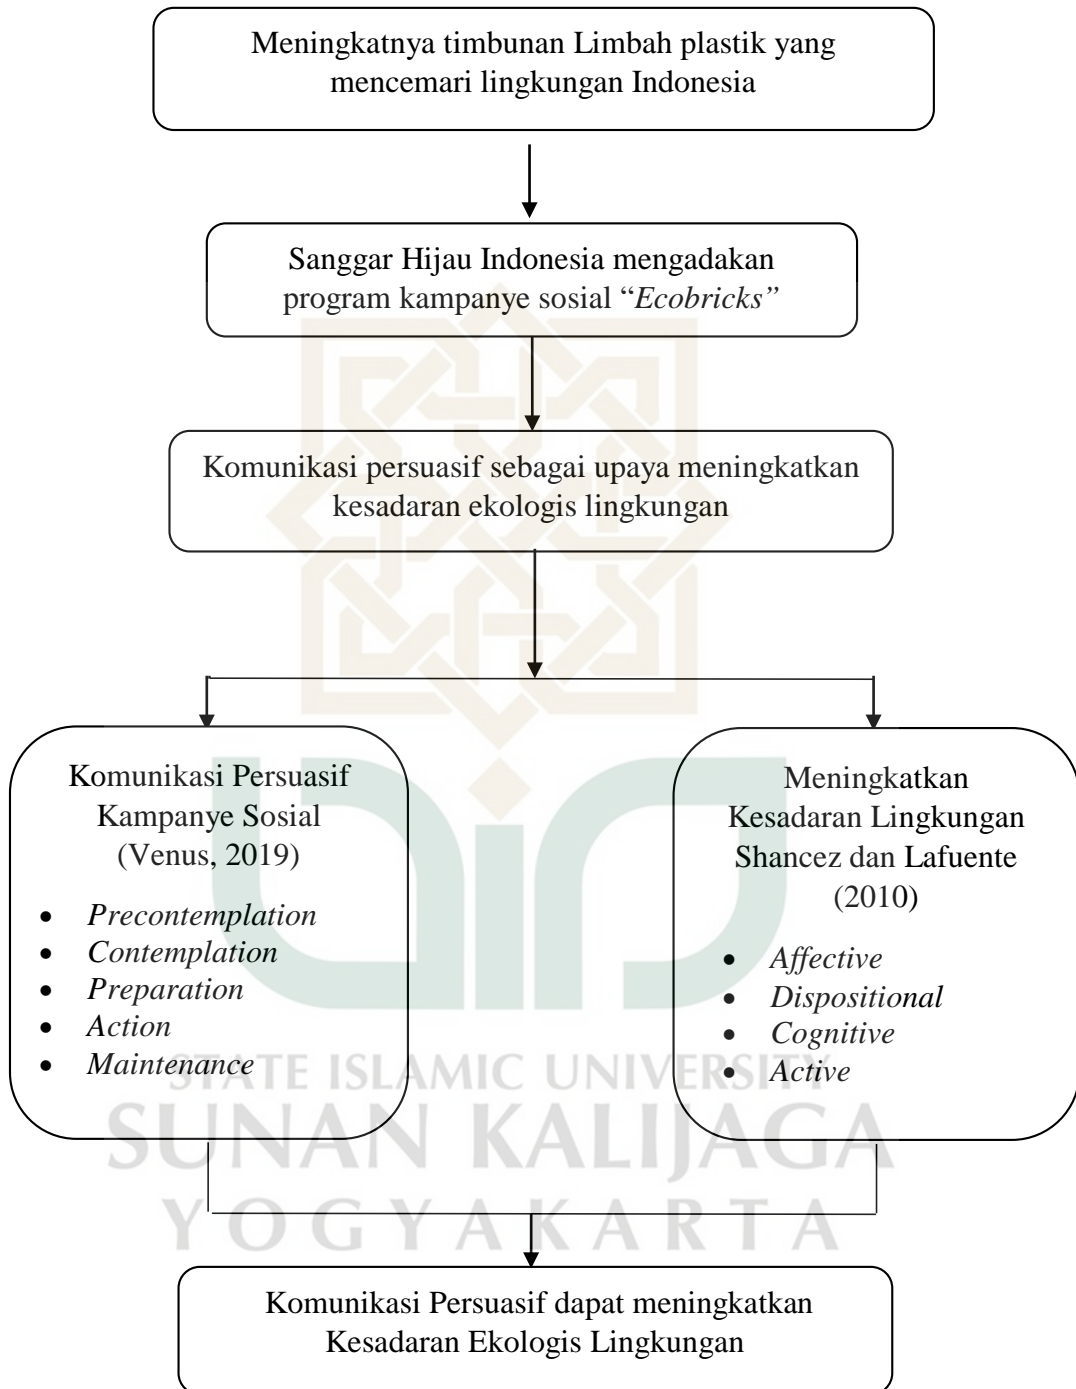 Meningkatnya timbunan Limbah plastik yang
mencemari lingkungan Indonesia
Sanggar Hijau Indonesia mengadakan
program kampanye sosial “Ecobricks”
Komunikasi persuasif sebagai upaya meningkatkan
kesadaran ekologis lingkungan
Komunikasi Persuasif
Kampanye Sosial
(Venus, 2019)
• Precontemplation
• Contemplation
• Preparation
• Action
• Maintenance
Meningkatkan
Kesadaran Lingkungan
Shancez dan Lafuente
(2010)
• Affective
• Dispositional
• Cognitive
• Active
STATE ISLAMIC UNIVERSITY
SUNAN KALIJAGA
YOGYAKARTA
Komunikasi Persuasif dapat meningkatkan
Kesadaran Ekologis Lingkungan